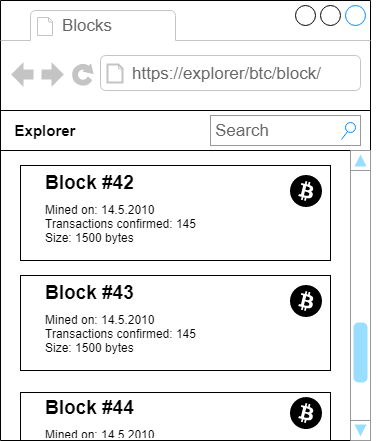 Blocks
https://explorer/btc/block/
Explorer
Search
Block #42
Mined on: 14.5.2010
Transactions confirmed: 145
Size: 1500 bytes
Block #43
Mined on: 14.5.2010
Transactions confirmed: 145
Size: 1500 bytes
Block #44
Mined on: 14.5.2010